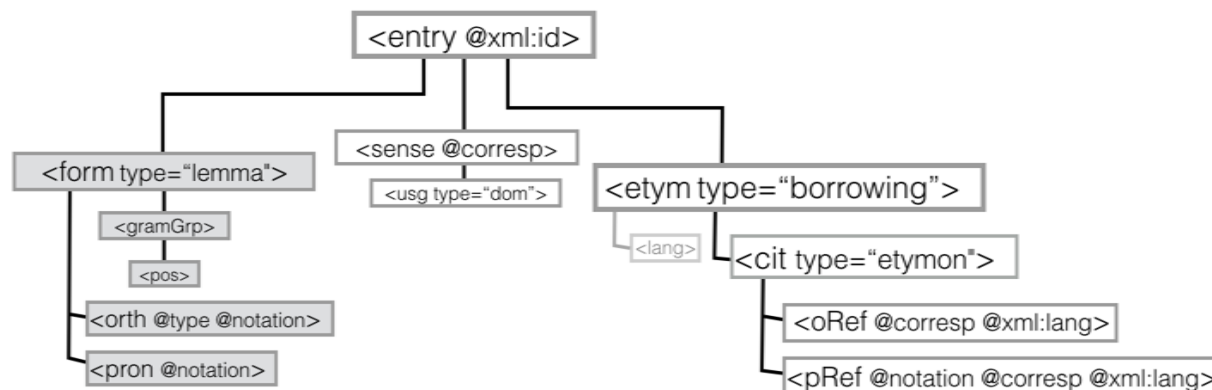 <entry @xml:id>
<form type=“lemma">
<gramGrp>
<pos>
<orth @type @notation>
<pron @notation>
<sense @corresp>
<usg type=“dom”>
<etym type=“borrowing”>
<lang>
<cit type=“etymon">
<oRef @corresp @xml:lang>
<pRef @notation @corresp @xml:lang>